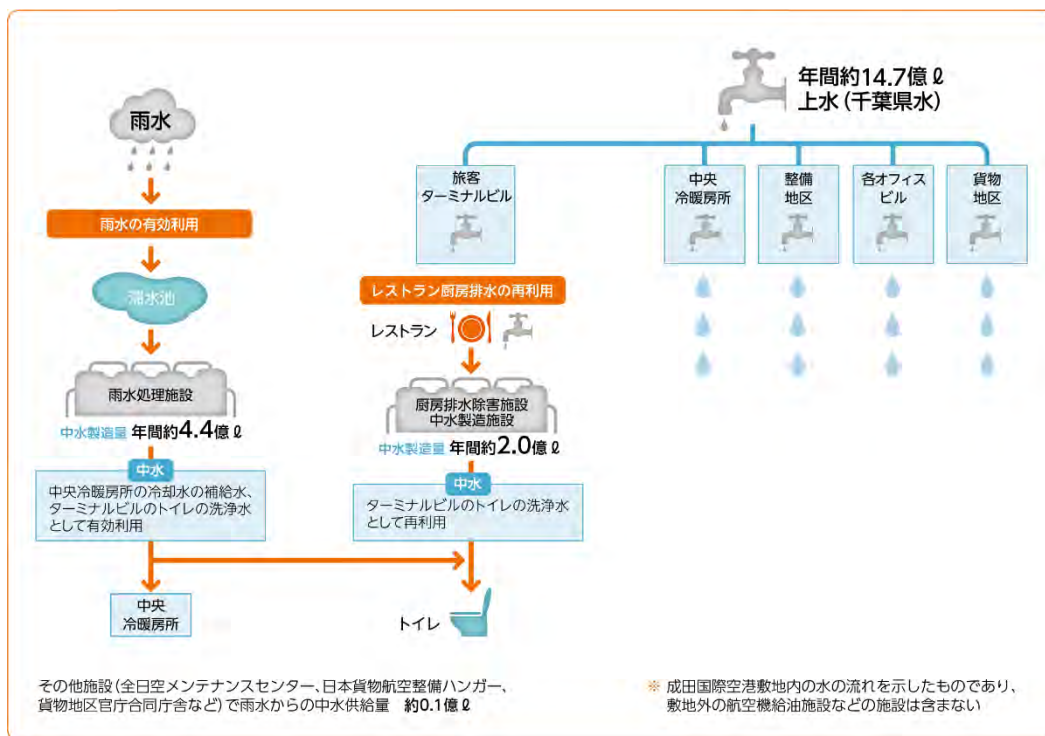 雨水
雨水の有効利用
滞水池
雨水処理施設
中水製造量 年間約4.4億ℓ
中水
中央冷暖房所の冷却水の補給水、
ターミナルビルのトイレの洗浄水
として有効利用
中央
冷暖房所
年間約14.7億ℓ
上水（千葉県水）
旅客
ターミナルビル
中央
冷暖房所
整備
地区
各オフィス
ビル
貨物
地区
レストラン厨房排水の再利用
レストラン
厨房排水除害施設
中水製造施設
中水製造量 年間約2.0億ℓ
中水
ターミナルビルのトイレの洗浄水
として再利用
トイレ
その他施設（全日空メンテナンスセンター、日本貨物航空整備ハンガー、
貨物地区官庁合同庁舎など）で雨水からの中水供給量 約0.1億ℓ
※ 成田国際空港敷地内の水の流れを示したものであり、
敷地外の航空機給油施設などの施設は含まない